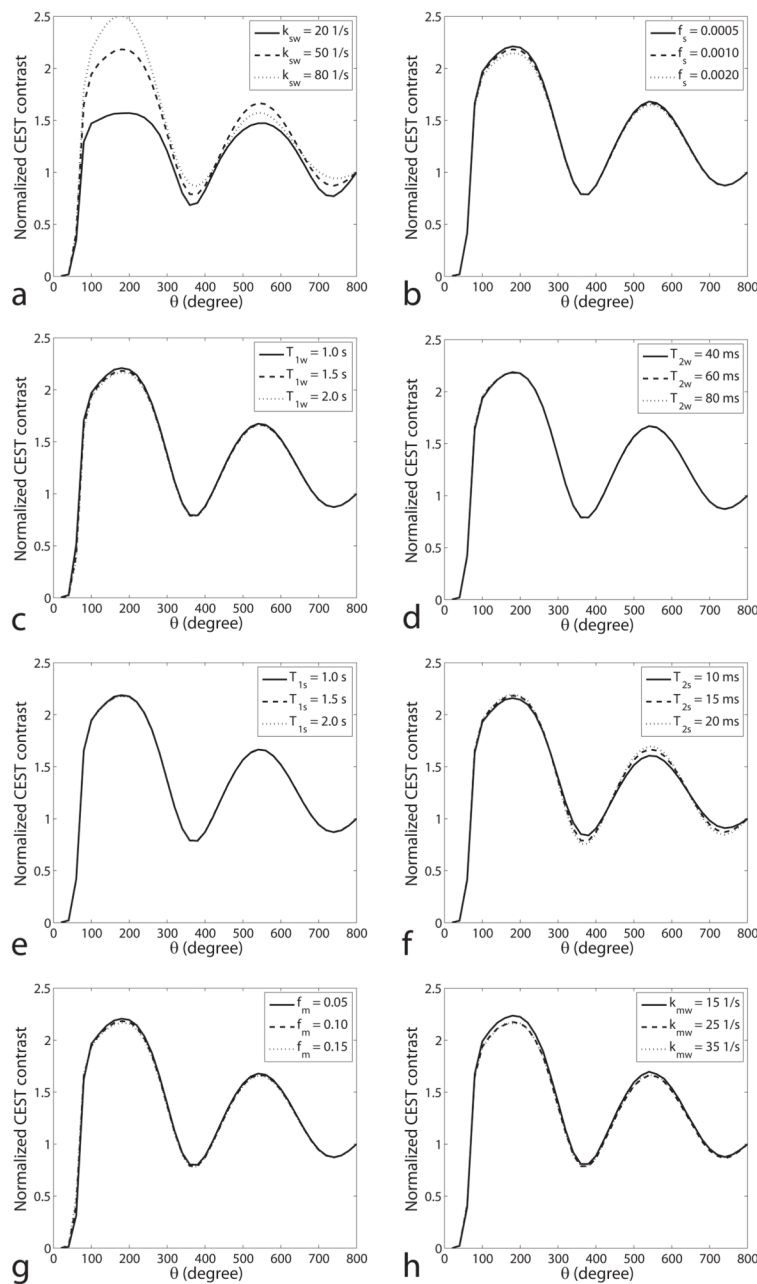 2.5
2
1.5
1
0.5
0
Normalized CEST contrast
k_sw = 20 1/s
k_sw = 50 1/s
k_sw = 80 1/s
0 100 200 300 400 500 600 700 800
θ (degree)
a
2.5
2
1.5
1
0.5
0
Normalized CEST contrast
f_s = 0.0005
f_s = 0.0010
f_s = 0.0020
0 100 200 300 400 500 600 700 800
θ (degree)
b
2.5
2
1.5
1
0.5
0
Normalized CEST contrast
T_1w = 1.0 s
T_1w = 1.5 s
T_1w = 2.0 s
0 100 200 300 400 500 600 700 800
θ (degree)
c
2.5
2
1.5
1
0.5
0
Normalized CEST contrast
T_2w = 40 ms
T_2w = 60 ms
T_2w = 80 ms
0 100 200 300 400 500 600 700 800
θ (degree)
d
2.5
2
1.5
1
0.5
0
Normalized CEST contrast
T_1s = 1.0 s
T_1s = 1.5 s
T_1s = 2.0 s
0 100 200 300 400 500 600 700 800
θ (degree)
e
2.5
2
1.5
1
0.5
0
Normalized CEST contrast
T_2s = 10 ms
T_2s = 15 ms
T_2s = 20 ms
0 100 200 300 400 500 600 700 800
θ (degree)
f
2.5
2
1.5
1
0.5
0
Normalized CEST contrast
f_m = 0.05
f_m = 0.10
f_m = 0.15
0 100 200 300 400 500 600 700 800
θ (degree)
g
2.5
2
1.5
1
0.5
0
Normalized CEST contrast
k_mw = 15 1/s
k_mw = 25 1/s
k_mw = 35 1/s
0 100 200 300 400 500 600 700 800
θ (degree)
h